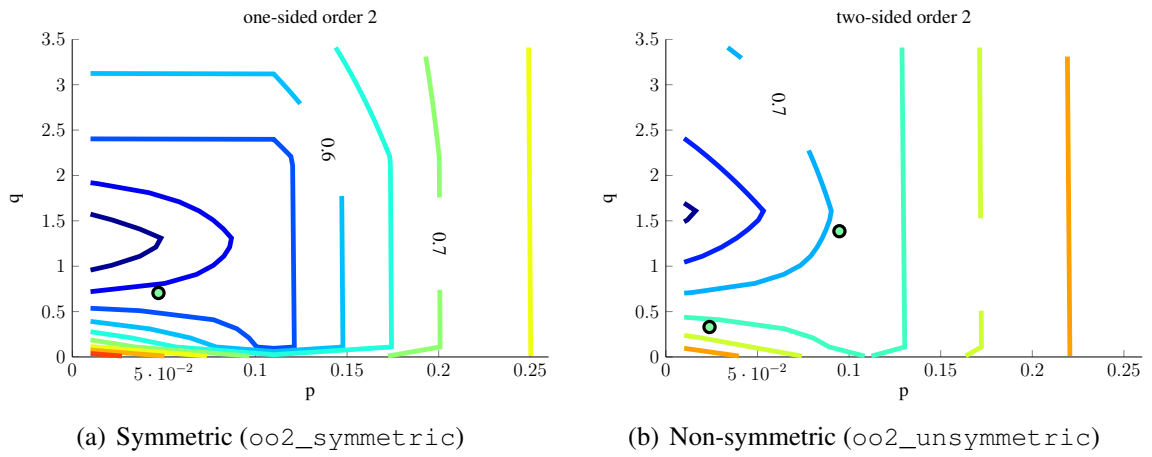 one-sided order 2
3.5
3
2.5
2
1.5
1
0.5
0
q
0.6
0.7
0
5 · 10⁻²
0.1
0.15
0.2
0.25
p
(a) Symmetric (oo2_symmetric)
two-sided order 2
3.5
3
2.5
2
1.5
1
0.5
0
q
0.7
0
5 · 10⁻²
0.1
0.15
0.2
0.25
p
(b) Non-symmetric (oo2_unsymmetric)